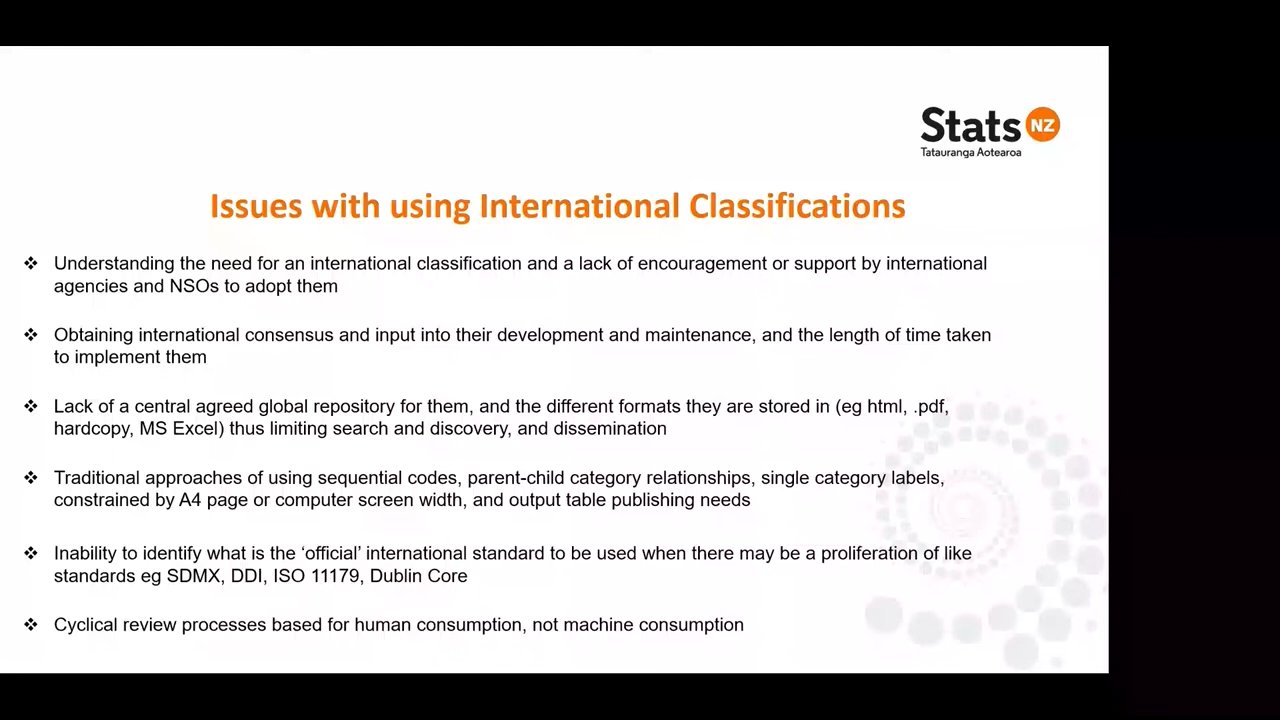 Stats NZ
Tatauranga Aotearoa
Issues with using International Classifications
❖ Understanding the need for an international classification and a lack of encouragement or support by international
agencies and NSOs to adopt them
❖ Obtaining international consensus and input into their development and maintenance, and the length of time taken
to implement them
❖ Lack of a central agreed global repository for them, and the different formats they are stored in (eg html, .pdf,
hardcopy, MS Excel) thus limiting search and discovery, and dissemination
❖ Traditional approaches of using sequential codes, parent-child category relationships, single category labels,
constrained by A4 page or computer screen width, and output table publishing needs
❖ Inability to identify what is the ‘official’ international standard to be used when there may be a proliferation of like
standards eg SDMX, DDI, ISO 11179, Dublin Core
❖ Cyclical review processes based for human consumption, not machine consumption